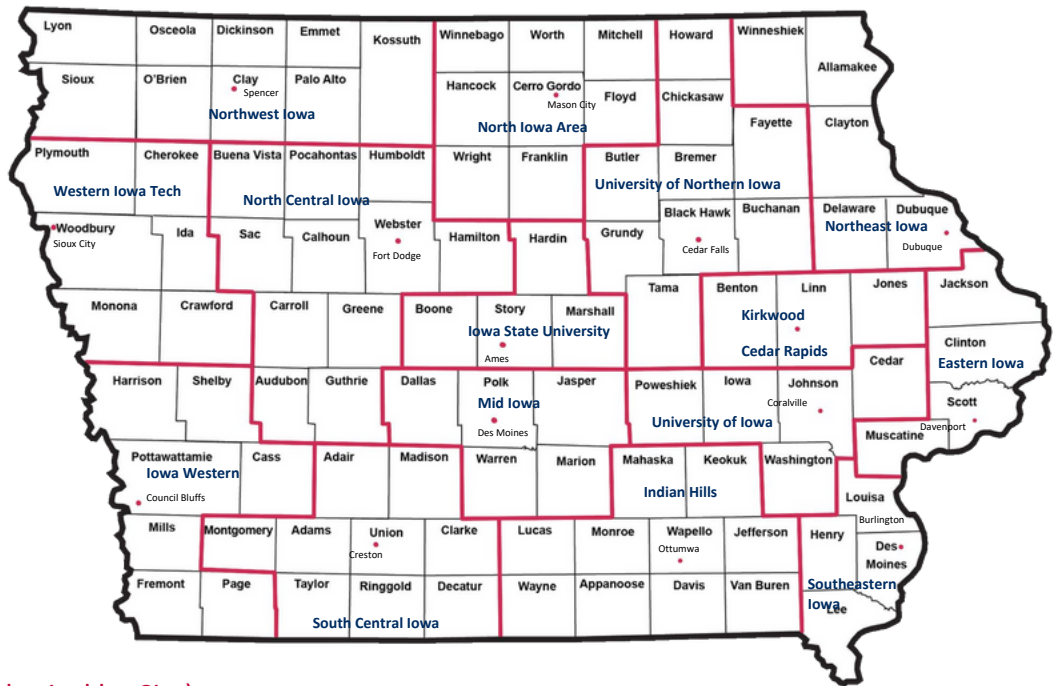 Lyon
Osceola
Dickinson
Emmet
Kossuth
Winnebago
Worth
Mitchell
Howard
Winneshiek
Allamakee
Sioux
O'Brien
Clay
Spencer
Palo Alto
Hancock
Cerro Gordo
Mason City
Floyd
Chickasaw
Northwest Iowa
North Iowa Area
Fayette
Clayton
Plymouth
Cherokee
Buena Vista
Pocahontas
Humboldt
Wright
Franklin
Butler
Bremer
Western Iowa Tech
North Central Iowa
University of Northern Iowa
Woodbury
Sioux City
Ida
Sac
Calhoun
Webster
Fort Dodge
Hamilton
Hardin
Grundy
Black Hawk
Cedar Falls
Buchanan
Delaware
Dubuque
Northeast Iowa
Dubuque
Monona
Crawford
Carroll
Greene
Boone
Story
Marshall
Iowa State University
Ames
Tama
Benton
Linn
Jones
Jackson
Kirkwood
Cedar Rapids
Clinton
Eastern Iowa
Cedar
Harrison
Shelby
Audubon
Guthrie
Dallas
Polk
Jasper
Mid Iowa
Des Moines
Poweshiek
Iowa
Johnson
Coralville
University of Iowa
Scott
Davenport
Muscatine
Pottawattamie
Iowa Western
Council Bluffs
Cass
Adair
Madison
Warren
Marion
Mahaska
Keokuk
Indian Hills
Washington
Louisa
Burlington
Mills
Montgomery
Adams
Union
Creston
Clarke
Lucas
Monroe
Wapello
Ottumwa
Jefferson
Henry
Des
Moines
Fremont
Page
Taylor
Ringgold
Decatur
Wayne
Appanoose
Davis
Van Buren
Southeastern
Iowa
Lee
South Central Iowa